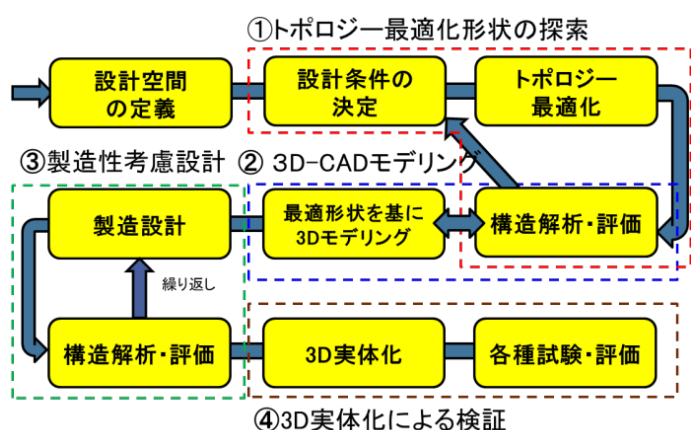 ①トポロジー最適化形状の探索
設計空間
の定義
設計条件の
決定
トポロジー
最適化
③製造性考慮設計
② 3D-CADモデリング
製造設計
最適形状を基に
3Dモデリング
構造解析・評価
繰り返し
構造解析・評価
3D実体化
各種試験・評価
④3D実体化による検証